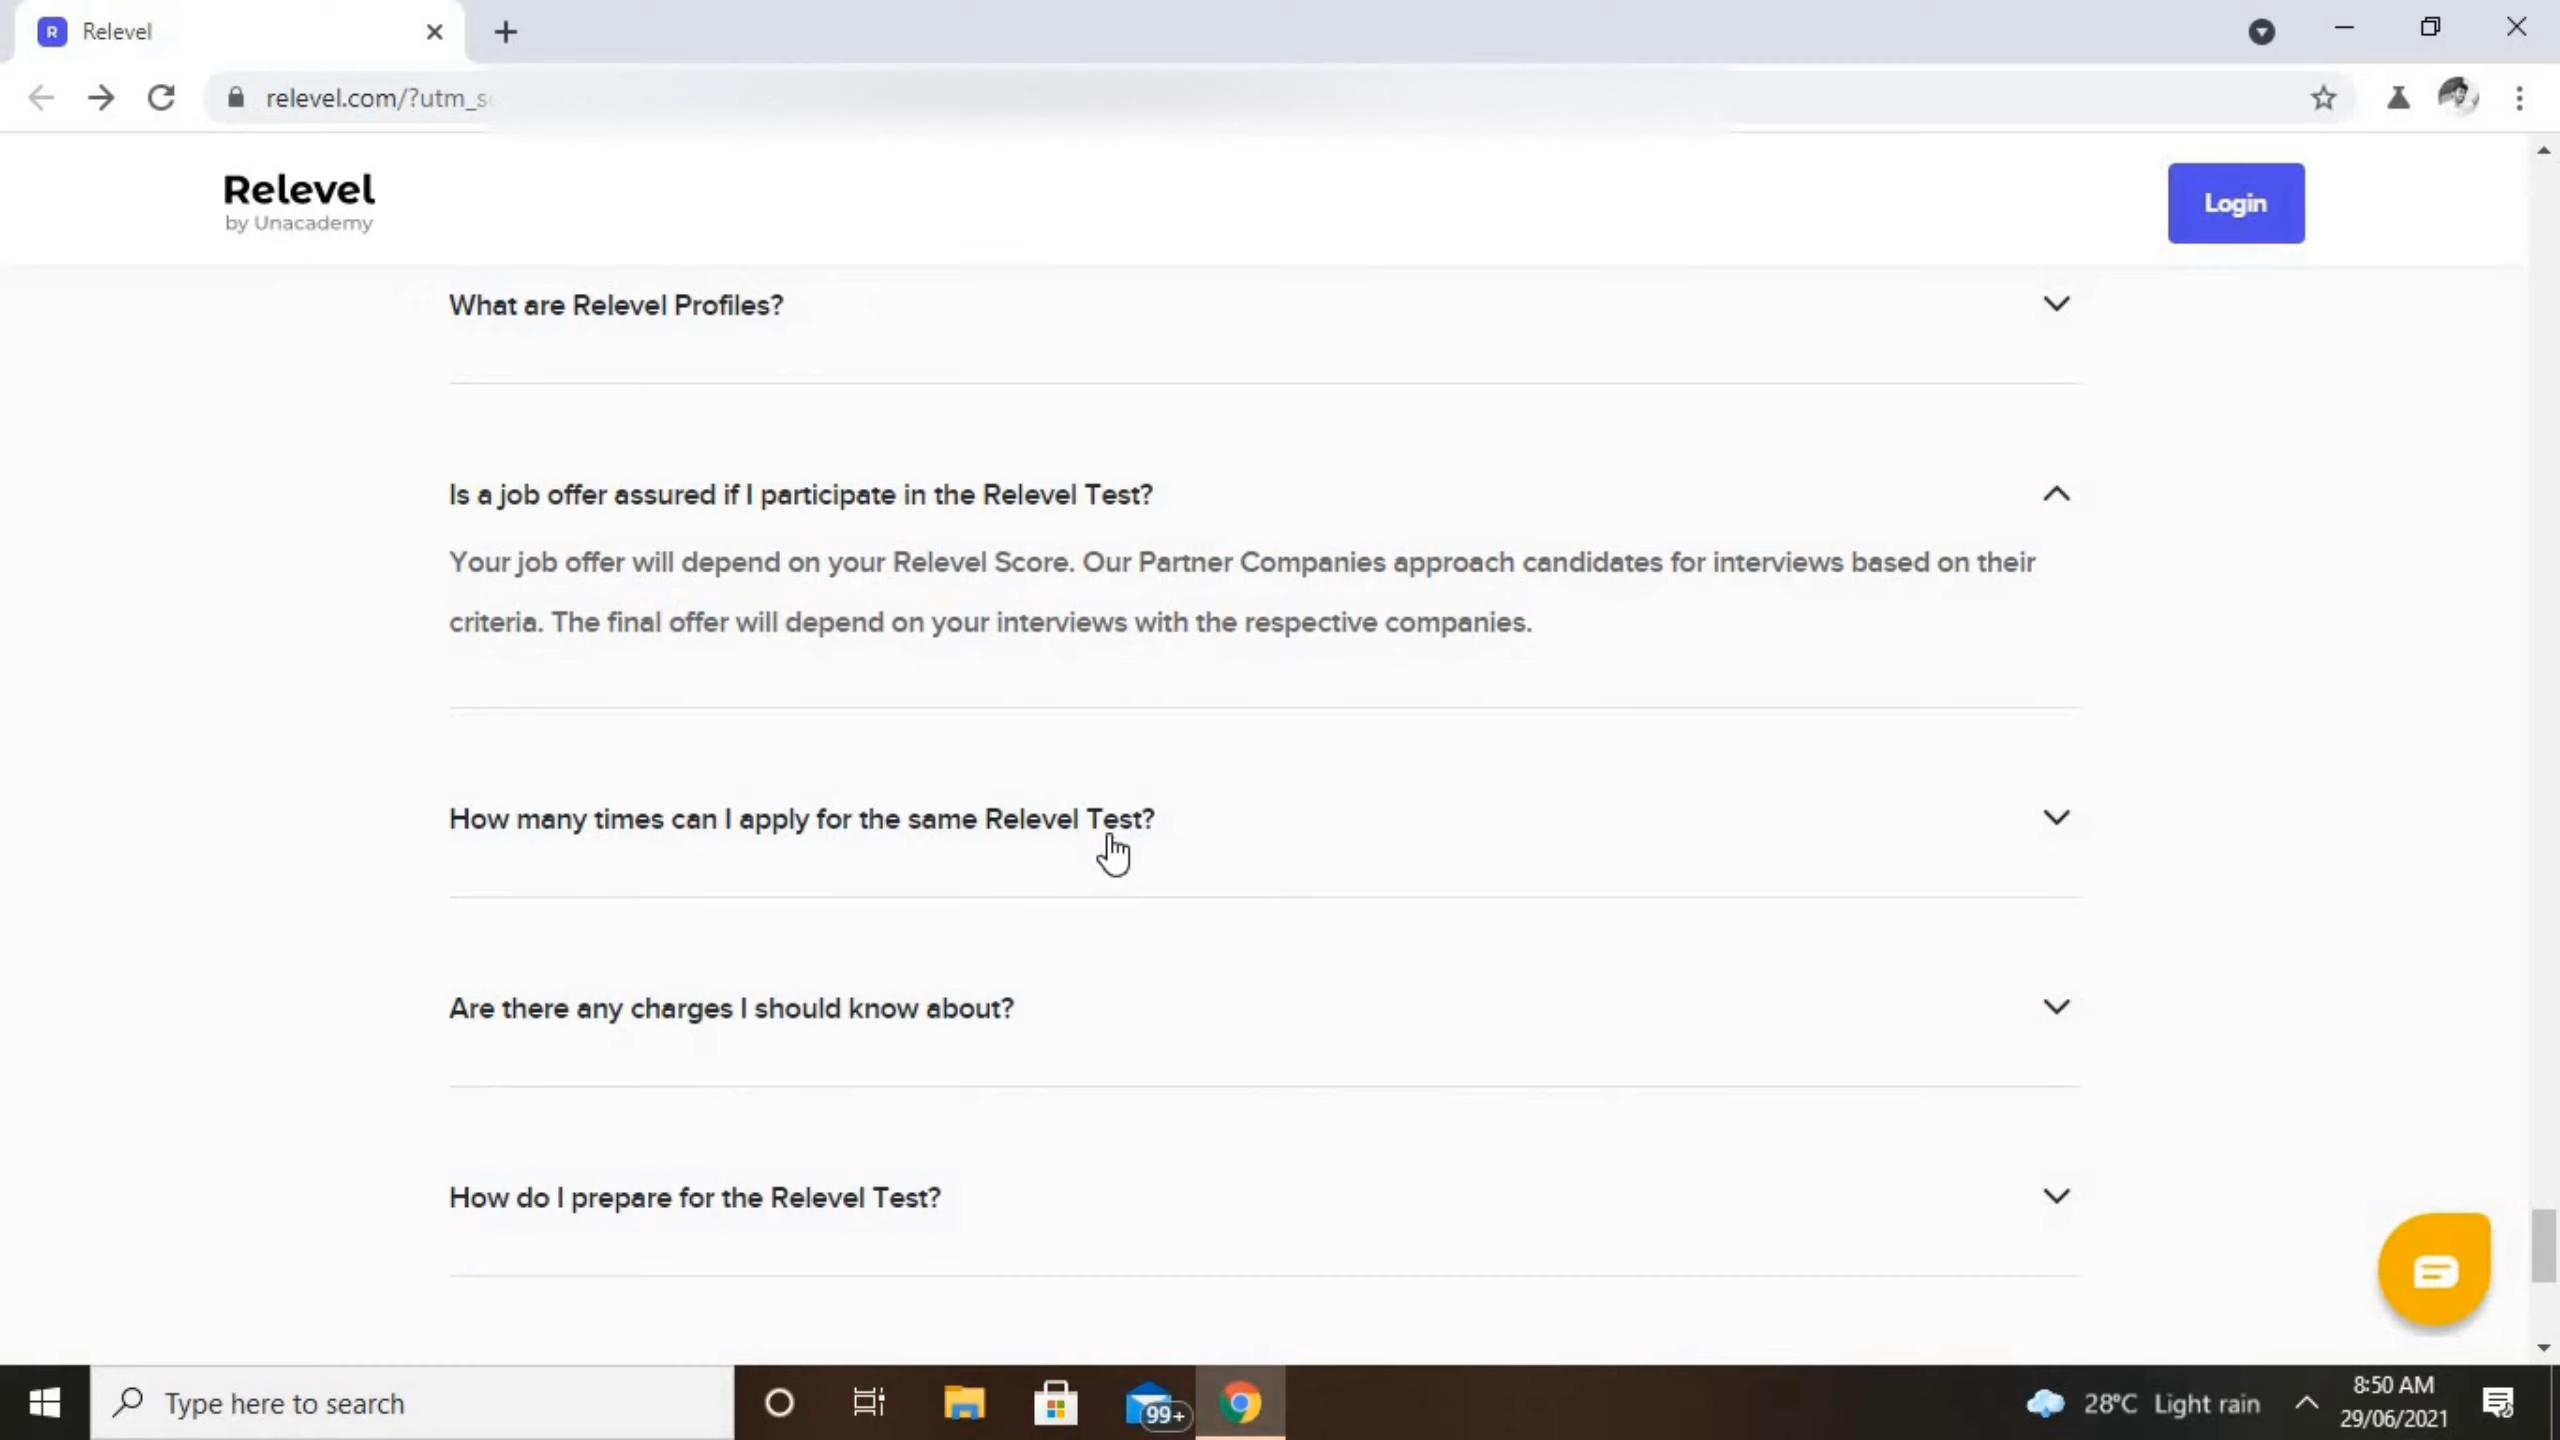 R Relevel
relevel.com/?utm_s
Relevel
by Unacademy
Login
What are Relevel Profiles?
Is a job offer assured if I participate in the Relevel Test?
Your job offer will depend on your Relevel Score. Our Partner Companies approach candidates for interviews based on their
criteria. The final offer will depend on your interviews with the respective companies.
How many times can I apply for the same Relevel Test?
Are there any charges I should know about?
How do I prepare for the Relevel Test?
Type here to search
99+
28°C Light rain
8:50 AM
29/06/2021